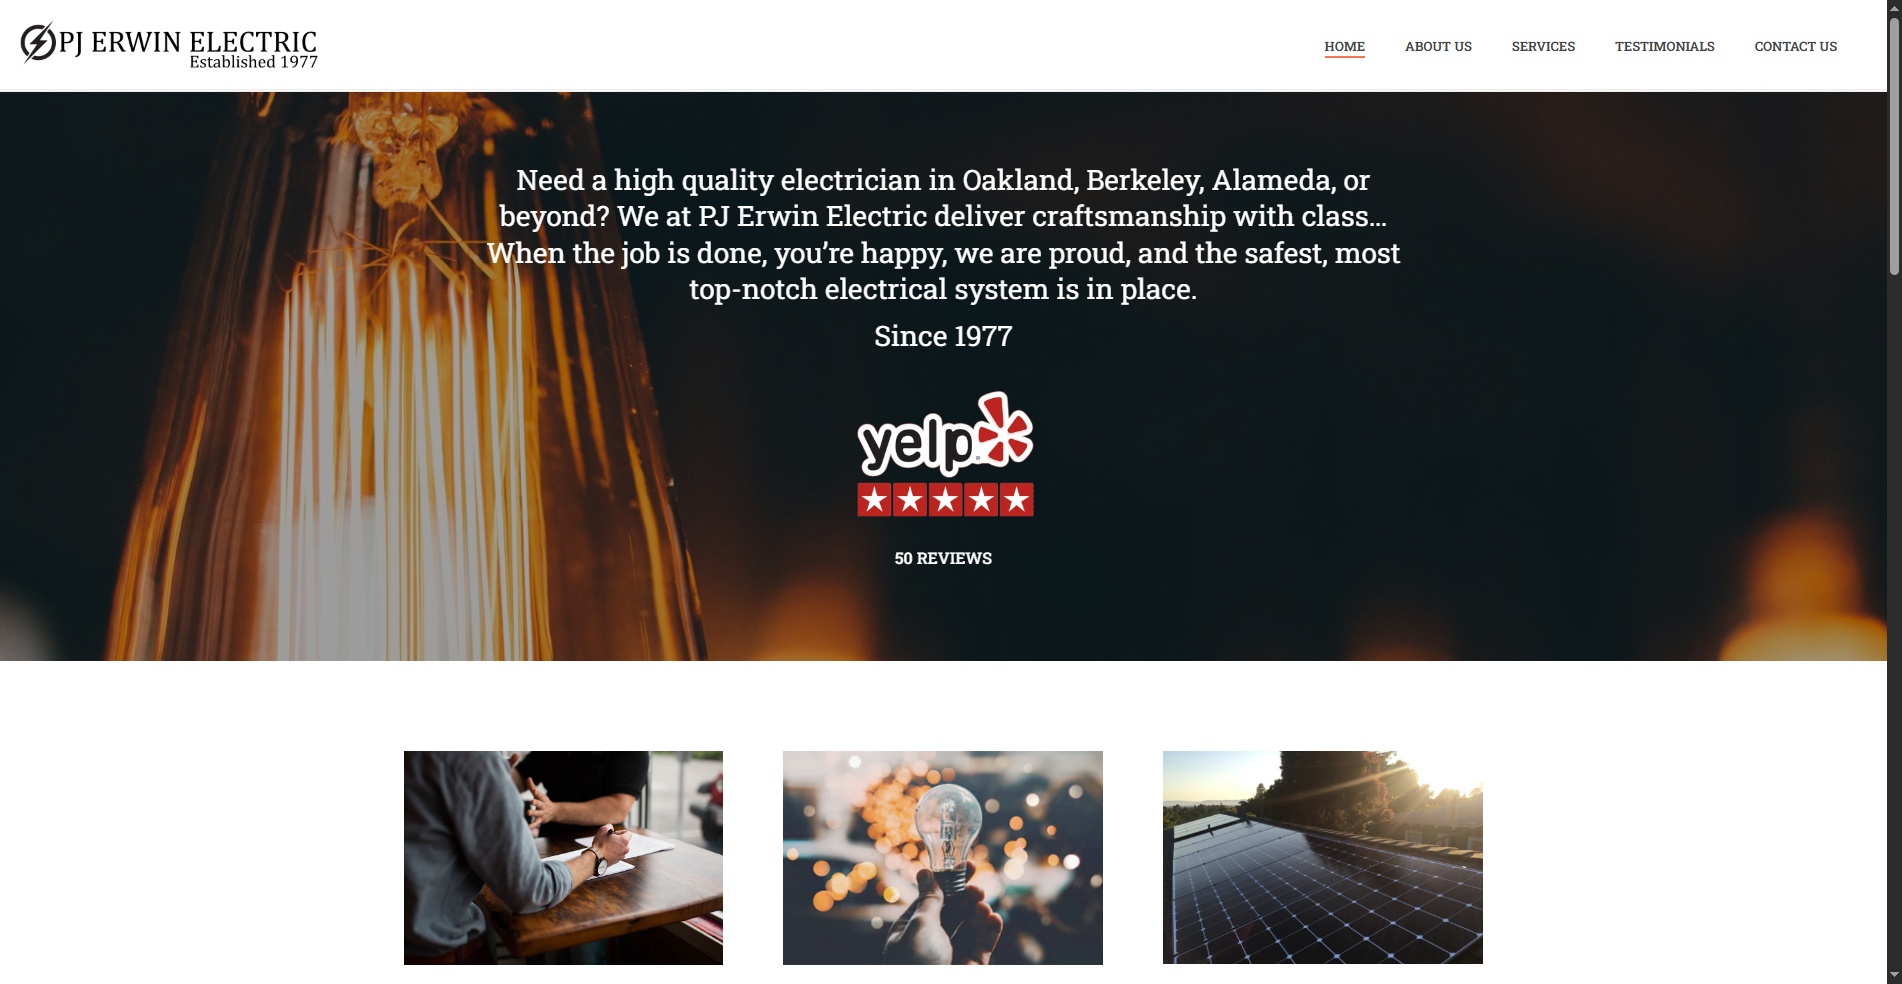 PJ ERWIN ELECTRIC
Established 1977
HOME
ABOUT US
SERVICES
TESTIMONIALS
CONTACT US
Need a high quality electrician in Oakland, Berkeley, Alameda, or
beyond? We at PJ Erwin Electric deliver craftsmanship with class...
When the job is done, you’re happy, we are proud, and the safest, most
top-notch electrical system is in place.
Since 1977
yelp
50 REVIEWS